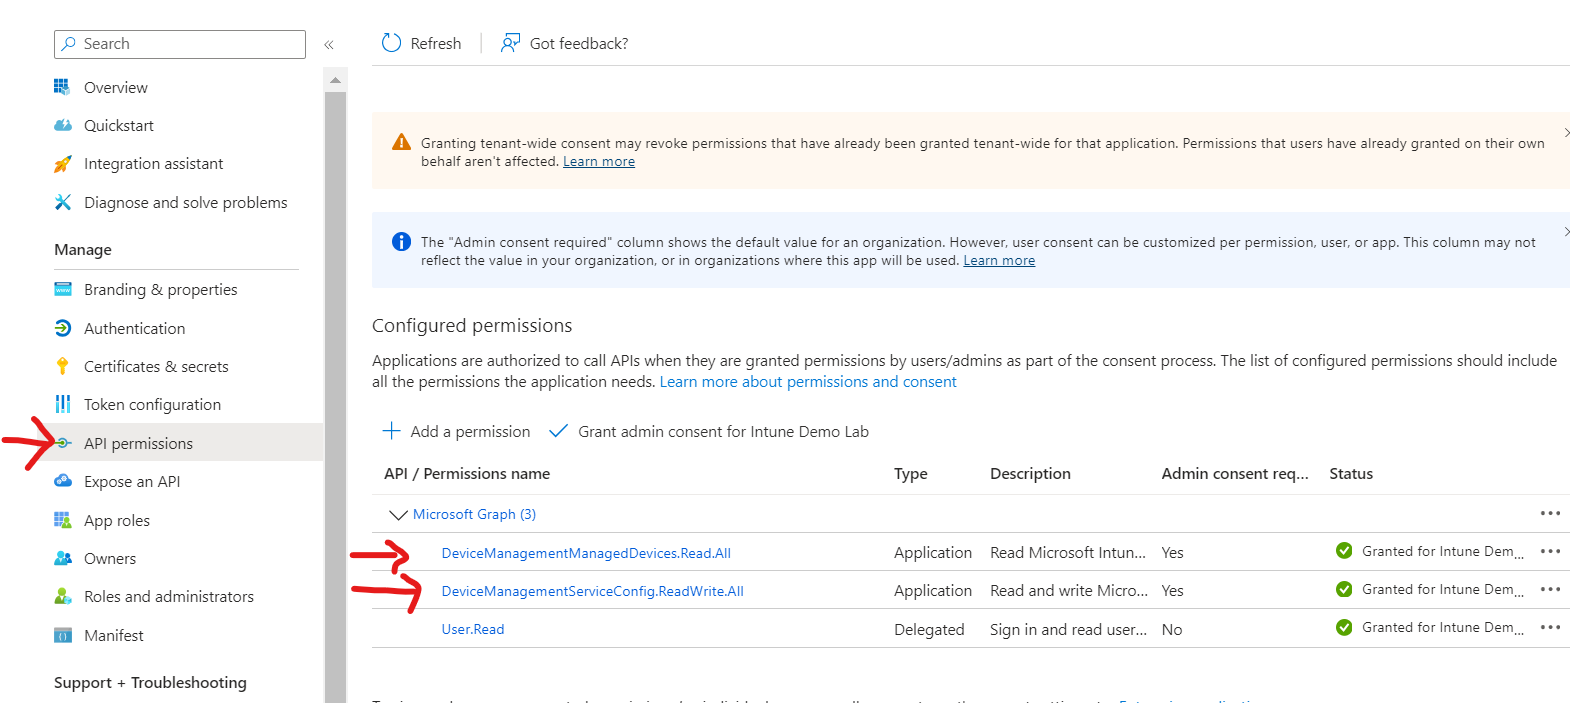 Search
«
Refresh
Got feedback?
Overview
Quickstart
Integration assistant
Diagnose and solve problems
Manage
Branding & properties
Authentication
Certificates & secrets
Token configuration
API permissions
Expose an API
App roles
Owners
Roles and administrators
Manifest
Support + Troubleshooting
Granting tenant-wide consent may revoke permissions that have already been granted tenant-wide for that application. Permissions that users have already granted on their own
behalf aren't affected. Learn more
The "Admin consent required" column shows the default value for an organization. However, user consent can be customized per permission, user, or app. This column may not
reflect the value in your organization, or in organizations where this app will be used. Learn more
Configured permissions
Applications are authorized to call APIs when they are granted permissions by users/admins as part of the consent process. The list of configured permissions should include
all the permissions the application needs. Learn more about permissions and consent
Add a permission
Grant admin consent for Intune Demo Lab
API / Permissions name Type Description Admin consent req... Status
Microsoft Graph (3) ...
DeviceManagementManagedDevices.Read.All Application Read Microsoft Intun... Yes Granted for Intune Dem... ...
DeviceManagementServiceConfig.ReadWrite.All Application Read and write Micro... Yes Granted for Intune Dem... ...
User.Read Delegated Sign in and read user... No Granted for Intune Dem... ...